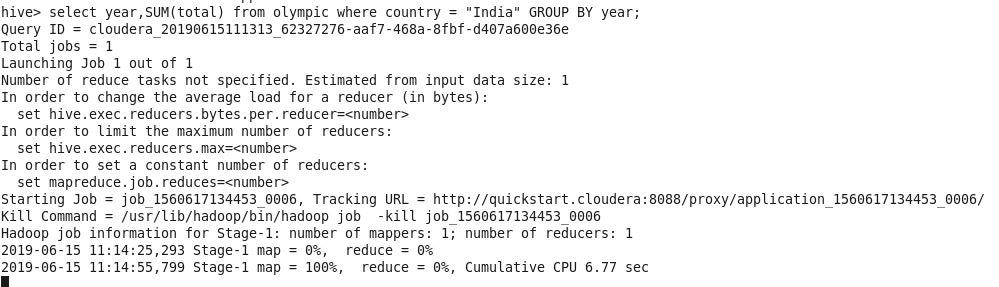 hive> select year,SUM(total) from olympic where country = "India" GROUP BY year;
Query ID = cloudera_20190615111313_62327276-aaf7-468a-8fbf-d407a600e36e
Total jobs = 1
Launching Job 1 out of 1
Number of reduce tasks not specified. Estimated from input data size: 1
In order to change the average load for a reducer (in bytes):
  set hive.exec.reducers.bytes.per.reducer=<number>
In order to limit the maximum number of reducers:
  set hive.exec.reducers.max=<number>
In order to set a constant number of reducers:
  set mapreduce.job.reduces=<number>
Starting Job = job_1560617134453_0006, Tracking URL = http://quickstart.cloudera:8088/proxy/application_1560617134453_0006/
Kill Command = /usr/lib/hadoop/bin/hadoop job  -kill job_1560617134453_0006
Hadoop job information for Stage-1: number of mappers: 1; number of reducers: 1
2019-06-15 11:14:25,293 Stage-1 map = 0%,  reduce = 0%
2019-06-15 11:14:55,799 Stage-1 map = 100%,  reduce = 0%, Cumulative CPU 6.77 sec